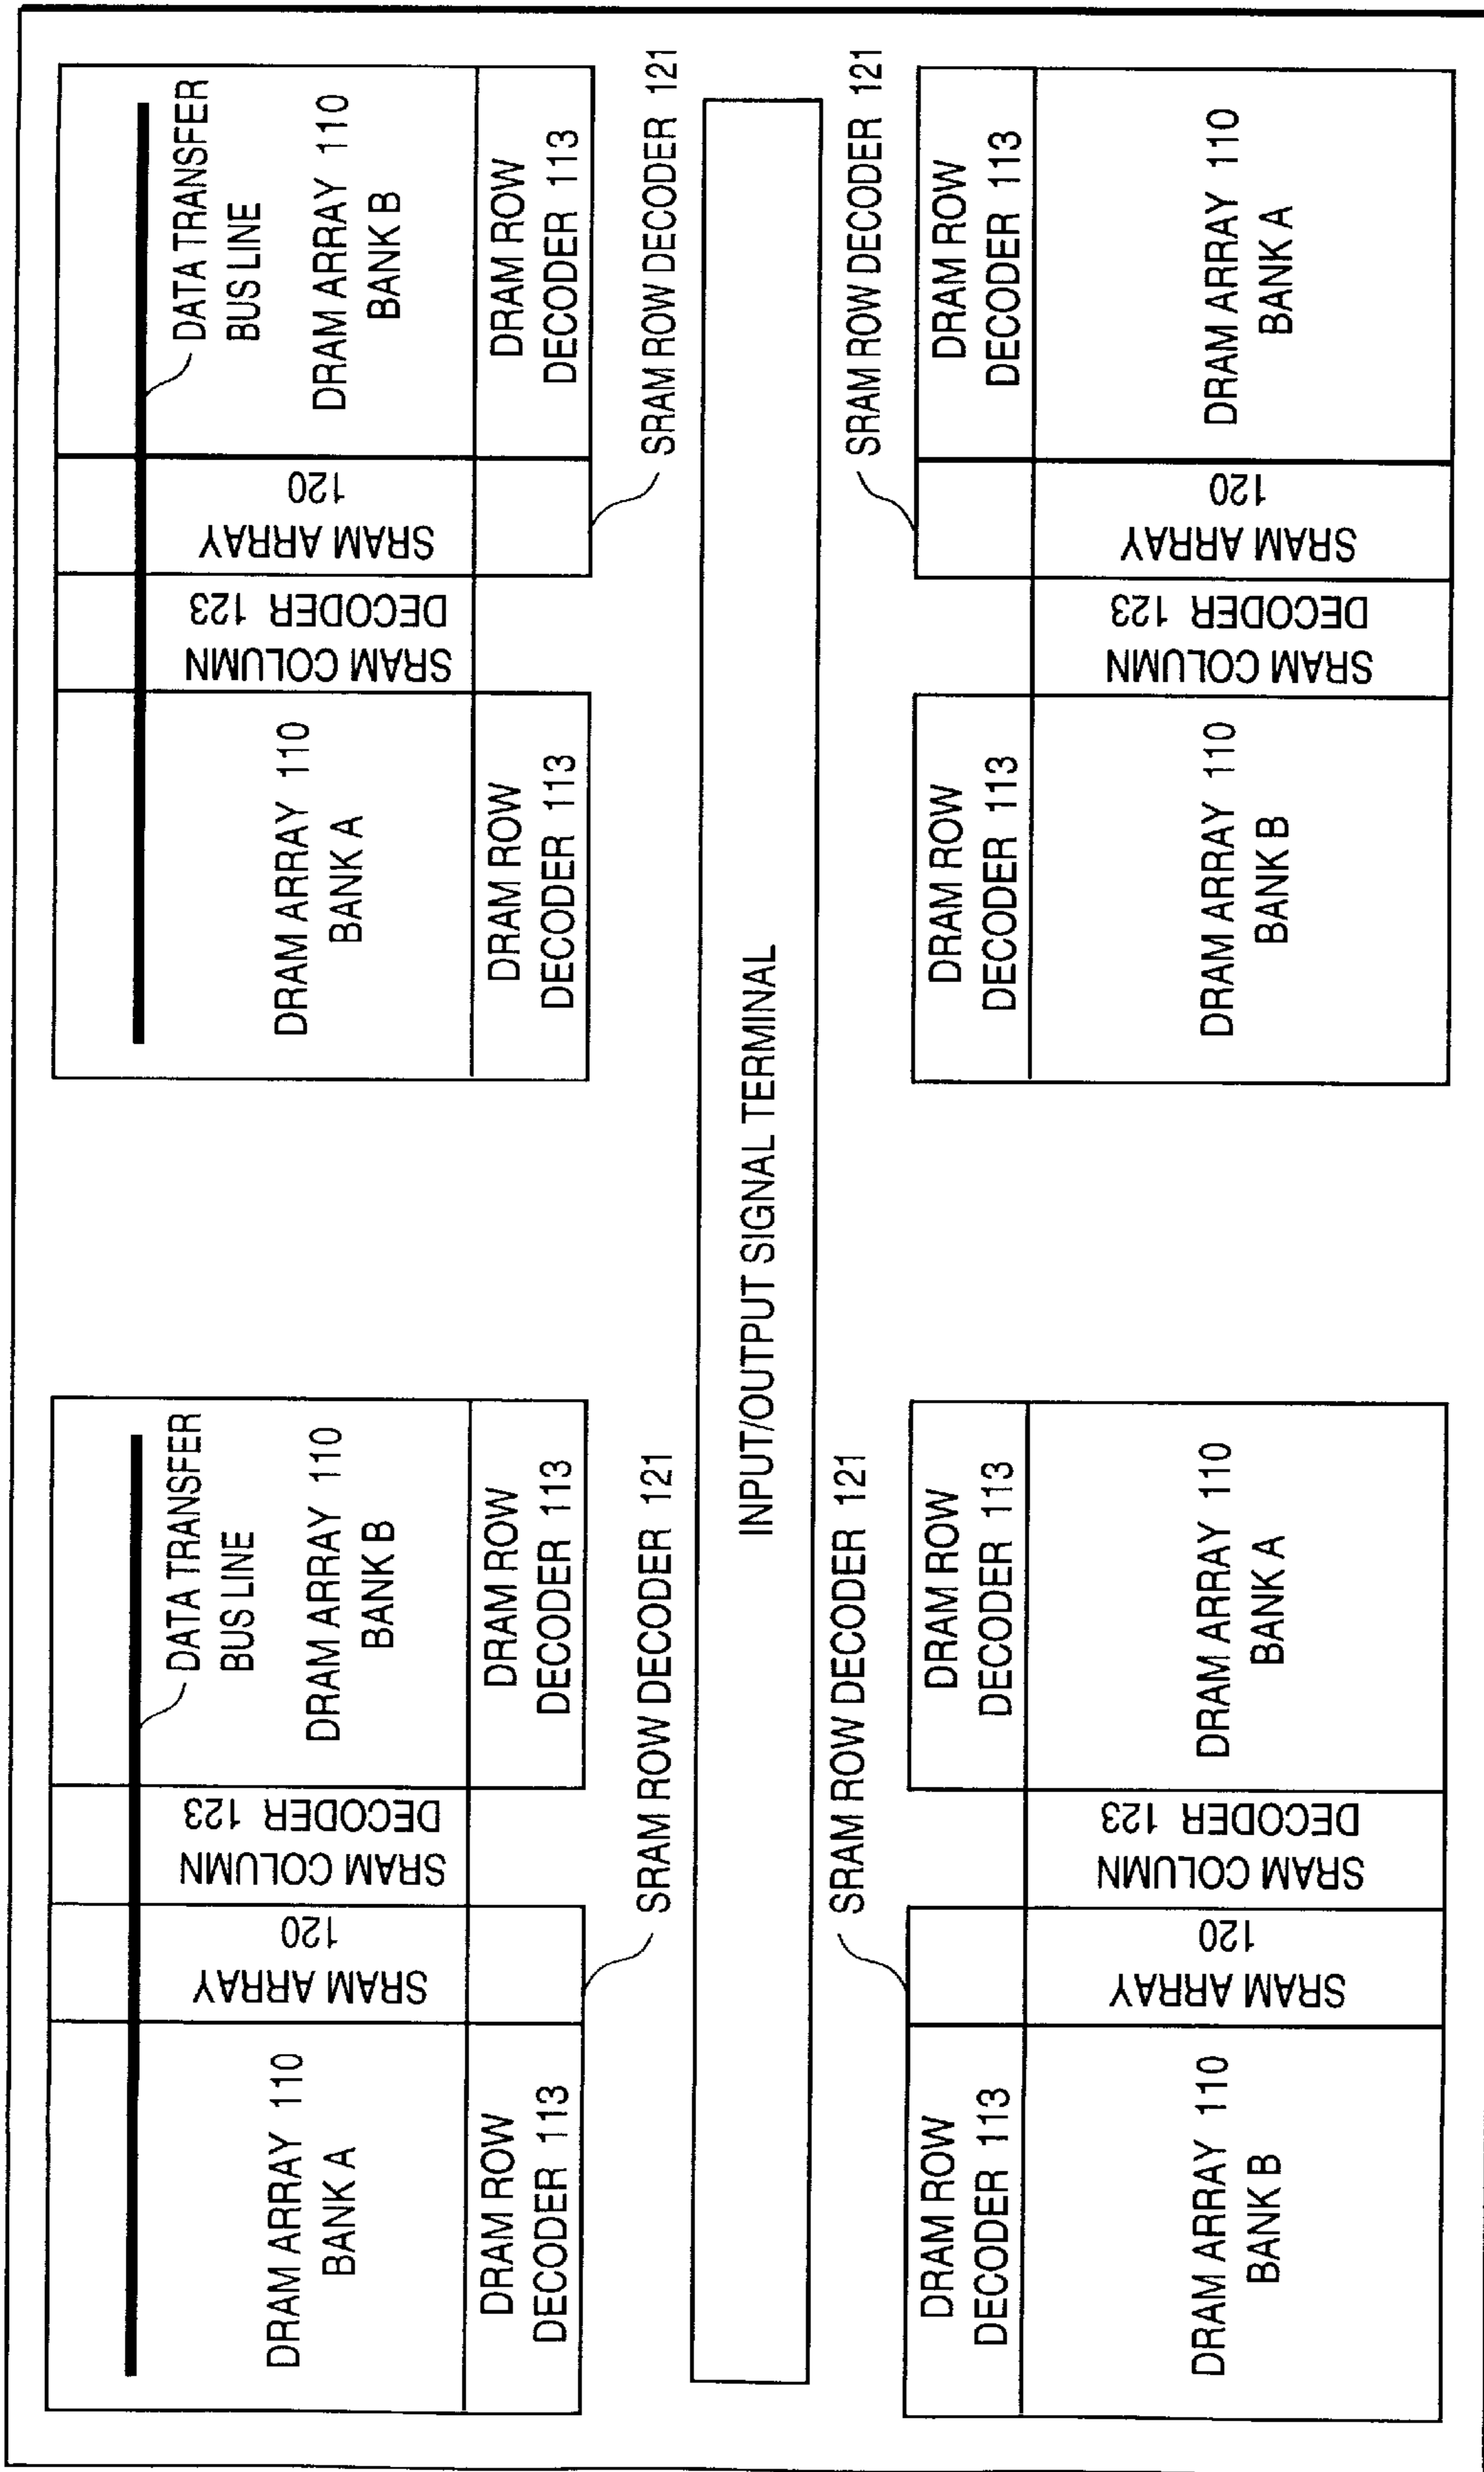 DRAM ARRAY 110
BANK A
SRAM ARRAY
120
SRAM COLUMN
DECODER 123
DATA TRANSFER
BUS LINE
DRAM ARRAY 110
BANK B
DRAM ROW
DECODER 113
DRAM ROW
DECODER 113
SRAM ROW DECODER 121
DRAM ARRAY 110
BANK A
SRAM COLUMN
DECODER 123
SRAM ARRAY
120
DATA TRANSFER
BUS LINE
DRAM ARRAY 110
BANK B
DRAM ROW
DECODER 113
DRAM ROW
DECODER 113
SRAM ROW DECODER 121
INPUT/OUTPUT SIGNAL TERMINAL
SRAM ROW DECODER 121
DRAM ROW
DECODER 113
DRAM ROW
DECODER 113
DRAM ARRAY 110
BANK B
SRAM ARRAY
120
SRAM COLUMN
DECODER 123
DRAM ARRAY 110
BANK A
SRAM ROW DECODER 121
DRAM ROW
DECODER 113
DRAM ROW
DECODER 113
DRAM ARRAY 110
BANK B
SRAM COLUMN
DECODER 123
SRAM ARRAY
120
DRAM ARRAY 110
BANK A